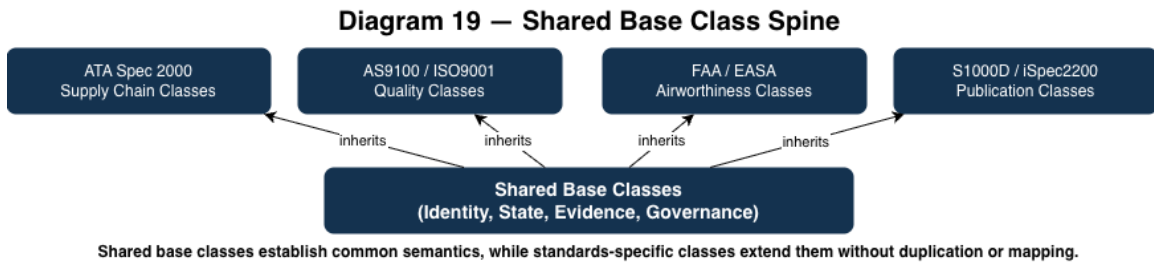 Diagram 19 — Shared Base Class Spine
ATA Spec 2000
Supply Chain Classes
AS9100 / ISO9001
Quality Classes
FAA / EASA
Airworthiness Classes
S1000D / iSpec2200
Publication Classes
inherits
inherits
inherits
inherits
Shared Base Classes
(Identity, State, Evidence, Governance)
Shared base classes establish common semantics, while standards-specific classes extend them without duplication or mapping.